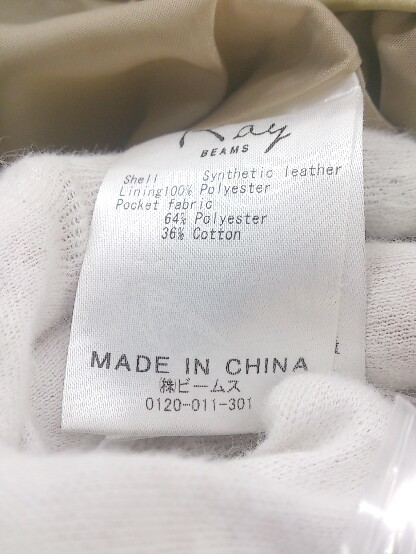 Ray
BEAMS
Shell Synthetic leather
Lining100% Polyester
Pocket fabric
64% Polyester
36% Cotton
MADE IN CHINA
㈱ビームス
0120-011-301